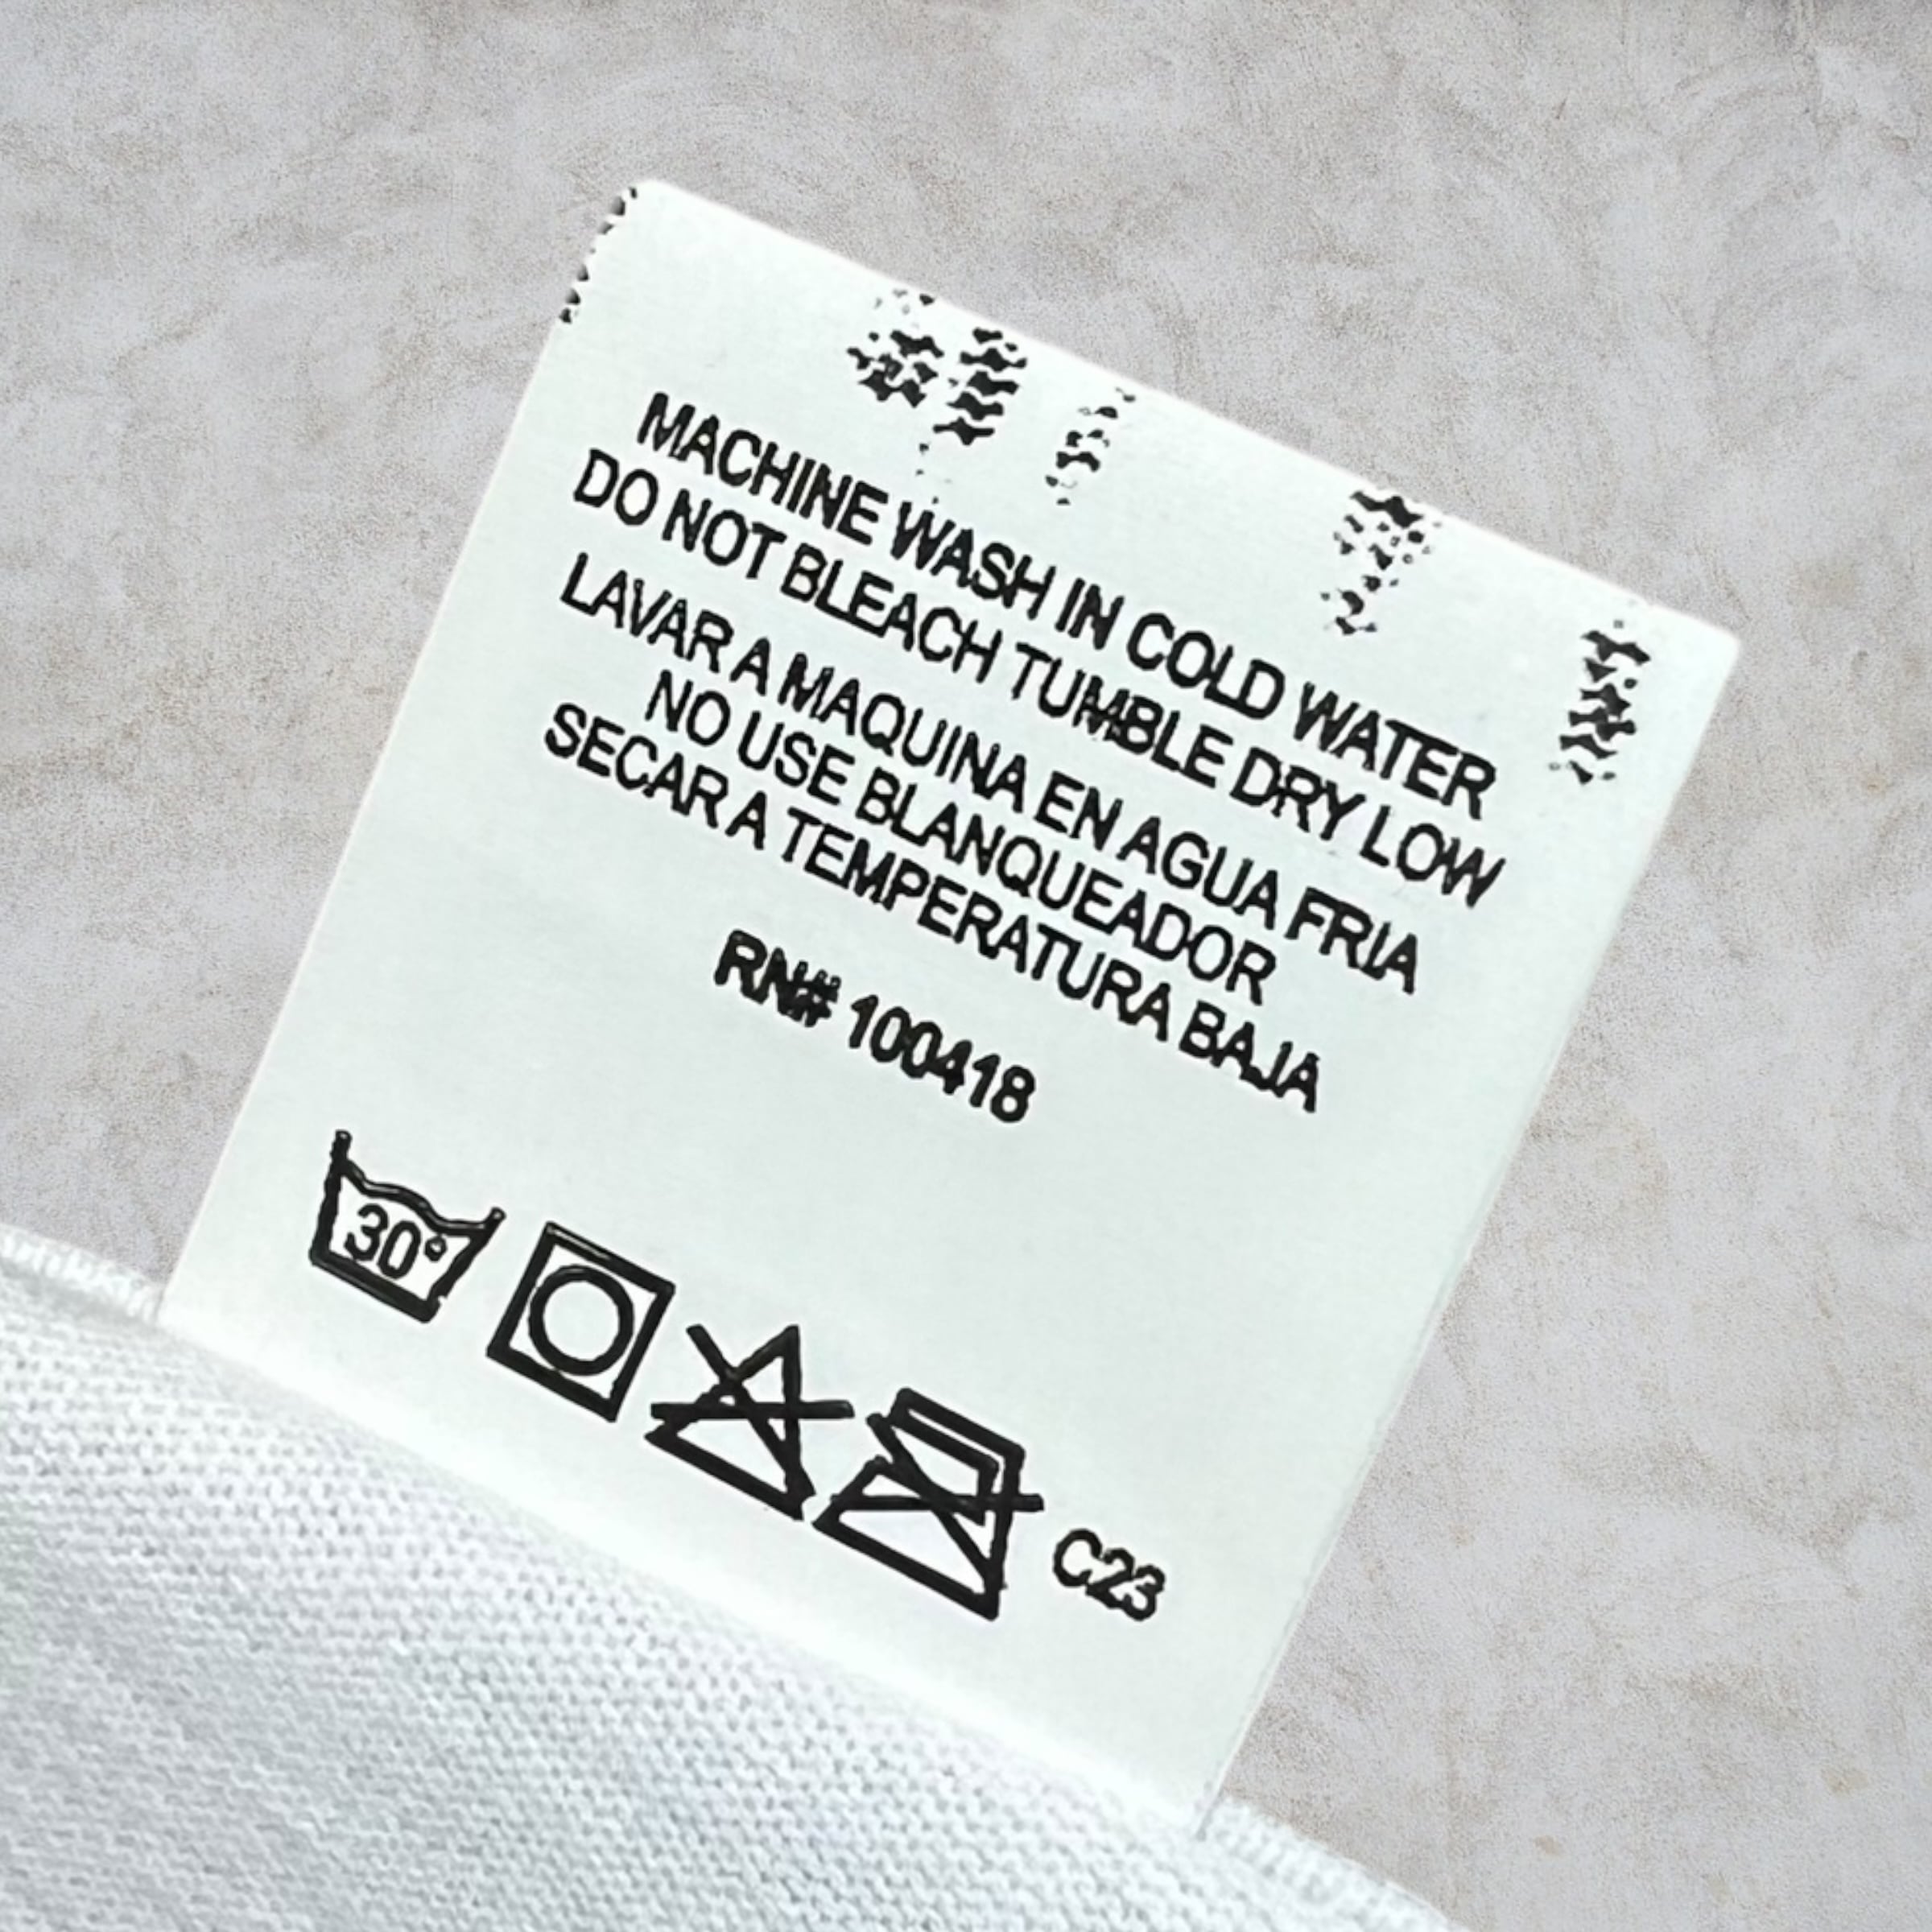 MACHINE WASH IN COLD WATER
DO NOT BLEACH TUMBLE DRY LOW
LAVAR A MAQUINA EN AGUA FRIA
NO USE BLANQUEADOR
SECAR A TEMPERATURA BAJA
RN# 100418
30°
C23